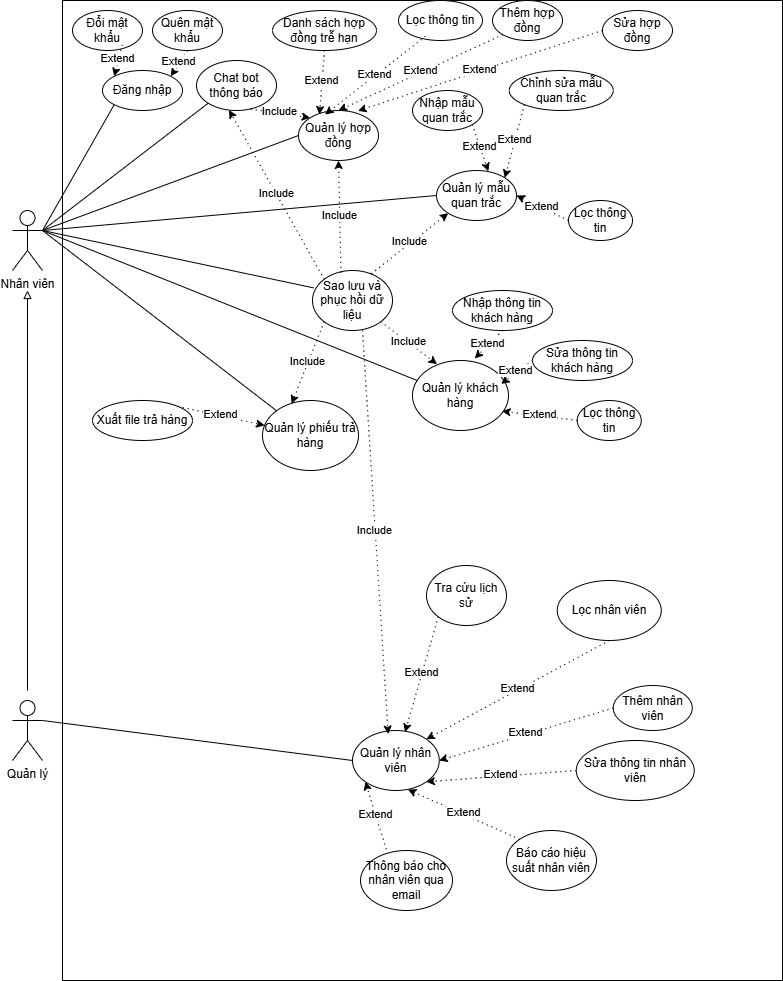 Đổi mật
khẩu
Quên mật
khẩu
Danh sách hợp
đồng trễ hạn
Lọc thông tin
Thêm hợp
đồng
Sửa hợp
đồng
Extend
Extend
Extend
Extend
Extend
Extend
Đăng nhập
Chat bot
thông báo
Include
Quản lý hợp
đồng
Nhập mẫu
quan trắc
Chỉnh sửa mẫu
quan trắc
Extend
Extend
Quản lý mẫu
quan trắc
Extend
Lọc thông
tin
Include
Include
Include
Nhân viên
Sao lưu và
phục hồi dữ
liệu
Nhập thông tin
khách hàng
Extend
Sửa thông tin
khách hàng
Extend
Include
Include
Quản lý khách
hàng
Extend
Lọc thông
tin
Xuất file trả hàng
Extend
Quản lý phiếu trả
hàng
Include
Tra cứu lịch
sử
Lọc nhân viên
Extend
Extend
Thêm nhân
viên
Extend
Quản lý
Quản lý nhân
viên
Extend
Sửa thông tin nhân
viên
Extend
Extend
Thông báo cho
nhân viên qua
email
Báo cáo hiệu
suất nhân viên